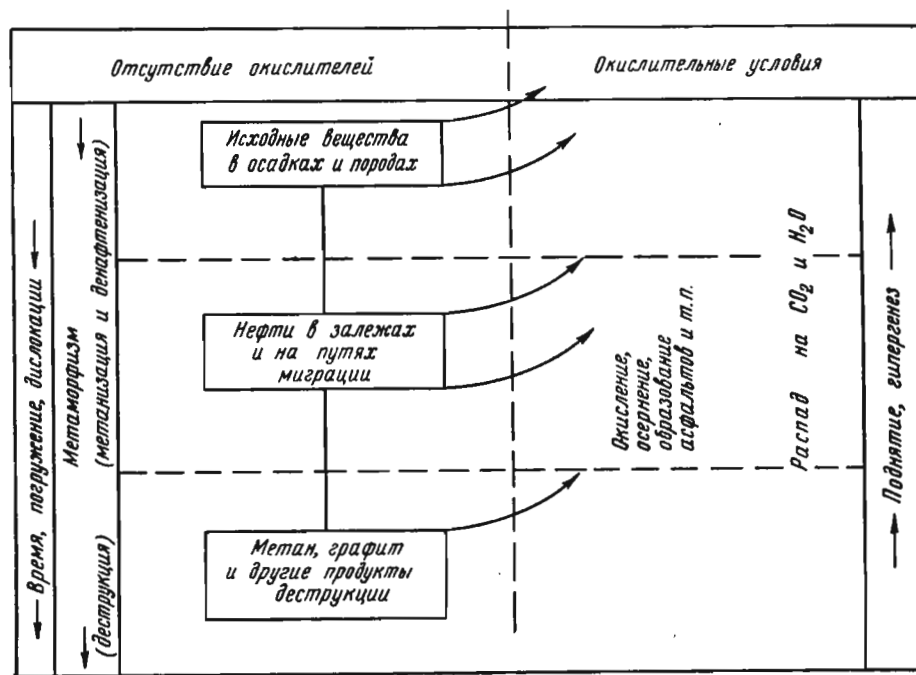 Отсутствие окислителей
Окислительные условия
Время, погружение, дислокации
Метаморфизм
(метанизация и денафтенизация)
(деструкция)
Исходные вещества
в осадках и породах
Нефти в залежах
и на путях
миграции
Метан, графит
и другие продукты
деструкции
Окисление,
осернение,
образование
асфальтов и т.п.
Распад на CO₂ и H₂O
Поднятие, гипергенез